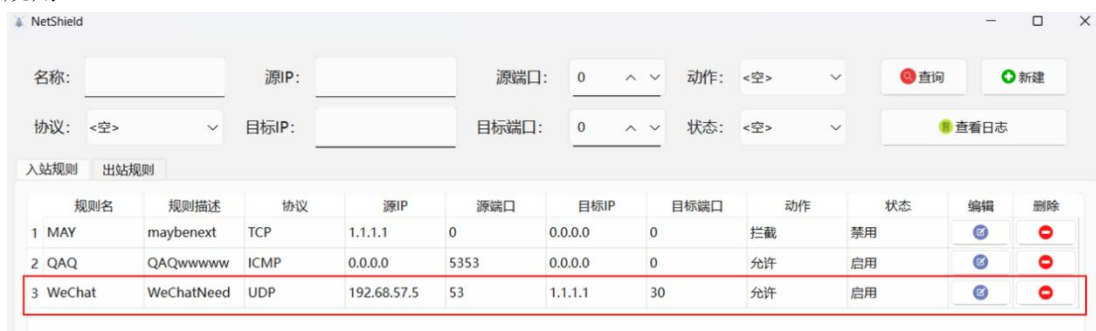 NetShield
名称: 源IP: 源端口: 0 动作: <空> 查询 新建
协议: <空> 目标IP: 目标端口: 0 状态: <空> 查看日志
入站规则 出站规则
规则名 规则描述 协议 源IP 源端口 目标IP 目标端口 动作 状态 编辑 删除
1 MAY maybenext TCP 1.1.1.1 0 0.0.0.0 0 拦截 禁用
2 QAQ QAQwwwww ICMP 0.0.0.0 5353 0.0.0.0 0 允许 启用
3 WeChat WeChatNeed UDP 192.68.57.5 53 1.1.1.1 30 允许 启用